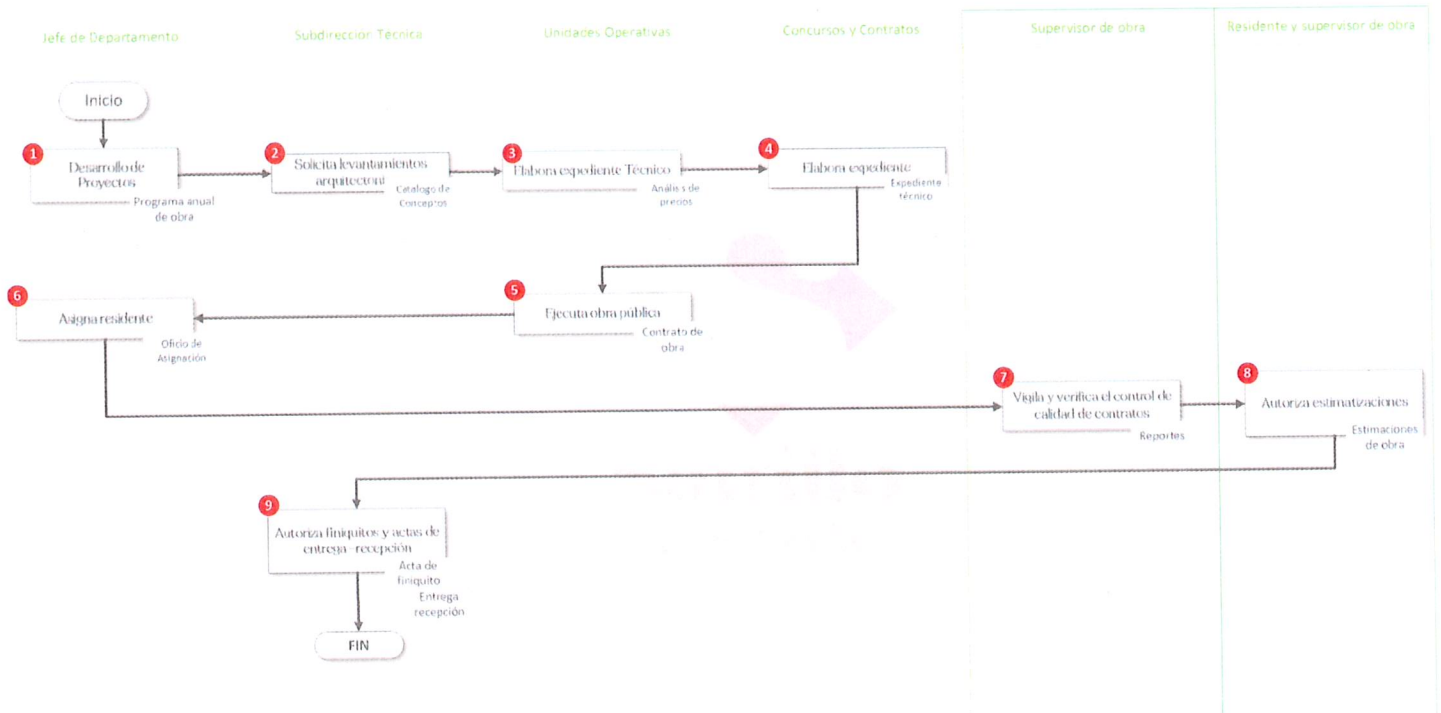 Jefe de Departamento
Subdirección Técnica
Unidades Operativas
Concursos y Contratos
Supervisor de obra
Residente y supervisor de obra
Inicio
1
Desarrollo de
Proyectos
Programa anual
de obra
2
Solicita levantamientos
arquitectoni
Catalogo de
Conceptos
3
Elabora expediente Técnico
Análisis de
precios
4
Elabora expediente
Expediente
técnico
6
Asigna residente
Oficio de
Asignación
5
Ejecuta obra pública
Contrato de
obra
7
Vigila y verifica el control de
calidad de contratos
Reportes
8
Autoriza estimatizaciones
Estimaciones
de obra
9
Autoriza finiquitos y actas de
entrega-recepción
Acta de
finiquito
Entrega
recepción
FIN